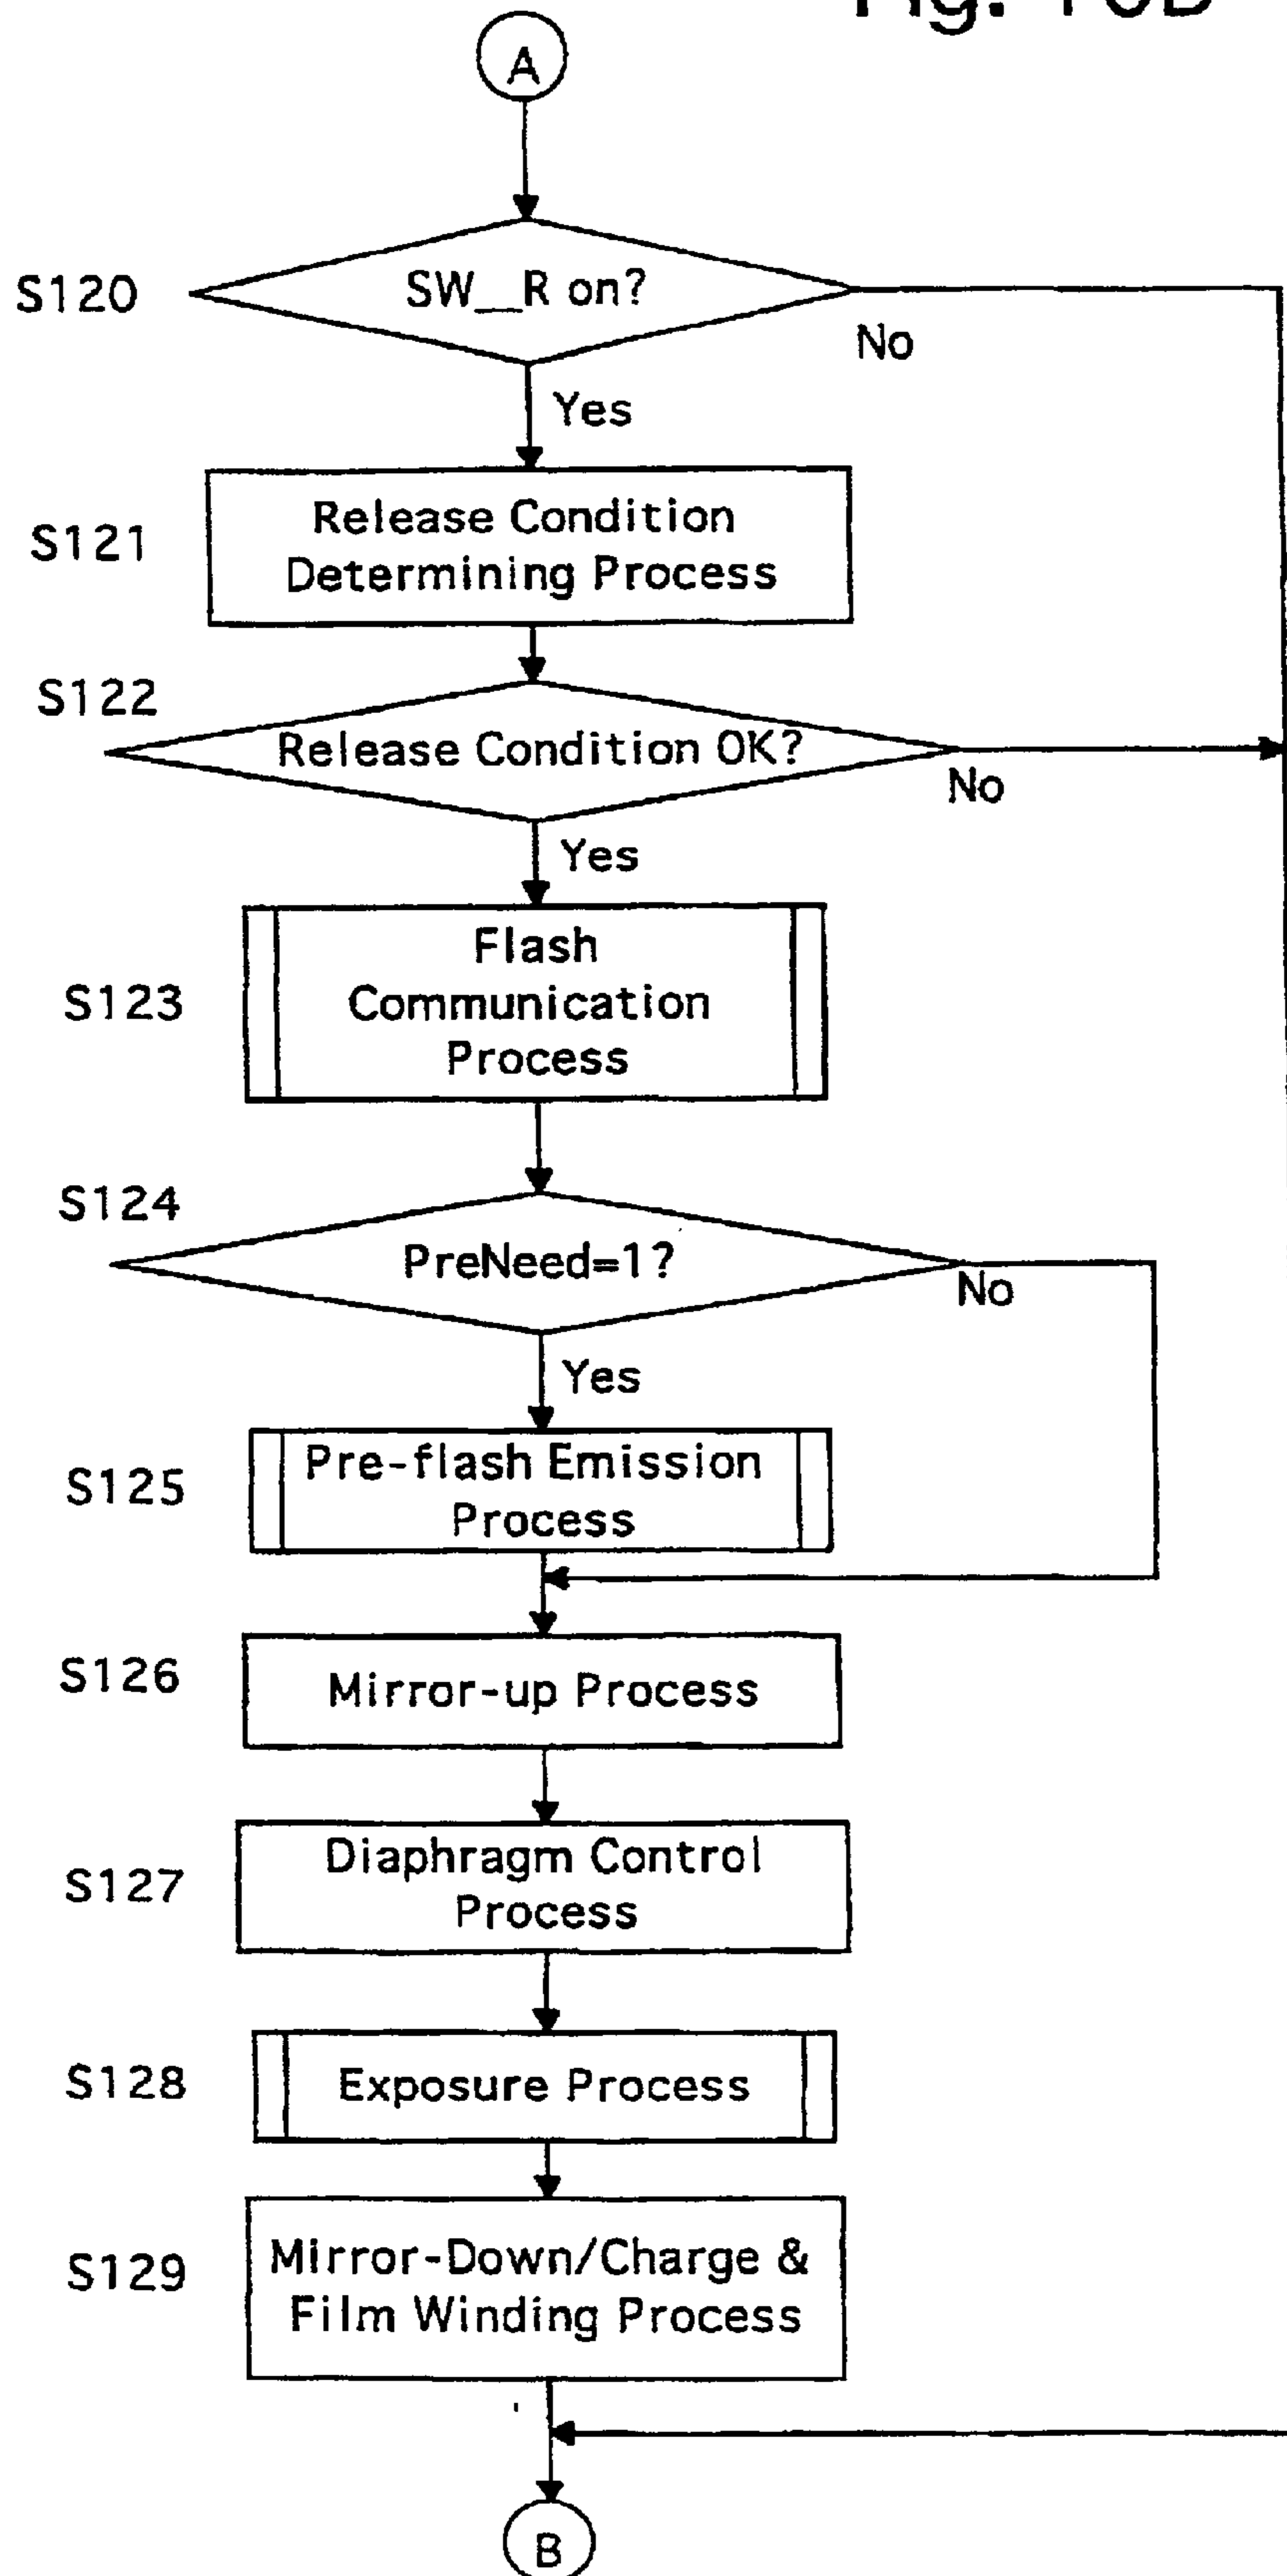 Fig.
A
S120
SW__R on?
No
Yes
S121
Release Condition
Determining Process
S122
Release Condition OK?
No
Yes
S123
Flash
Communication
Process
S124
PreNeed=1?
No
Yes
S125
Pre-flash Emission
Process
S126
Mirror-up Process
S127
Diaphragm Control
Process
S128
Exposure Process
S129
Mirror-Down/Charge &
Film Winding Process
B